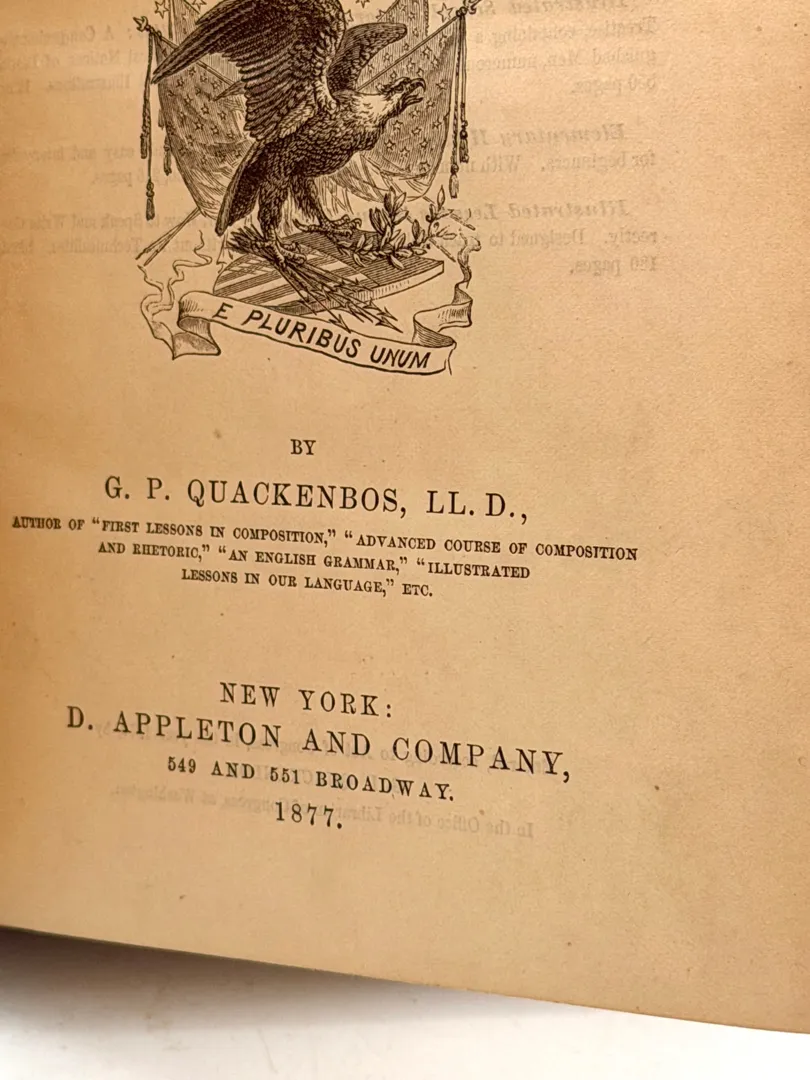 E PLURIBUS UNUM
BY
G. P. QUACKENBOS, LL. D.,
AUTHOR OF "FIRST LESSONS IN COMPOSITION," "ADVANCED COURSE OF COMPOSITION
AND RHETORIC," "AN ENGLISH GRAMMAR," "ILLUSTRATED
LESSONS IN OUR LANGUAGE," ETC.
NEW YORK:
D. APPLETON AND COMPANY,
549 AND 551 BROADWAY.
1877.